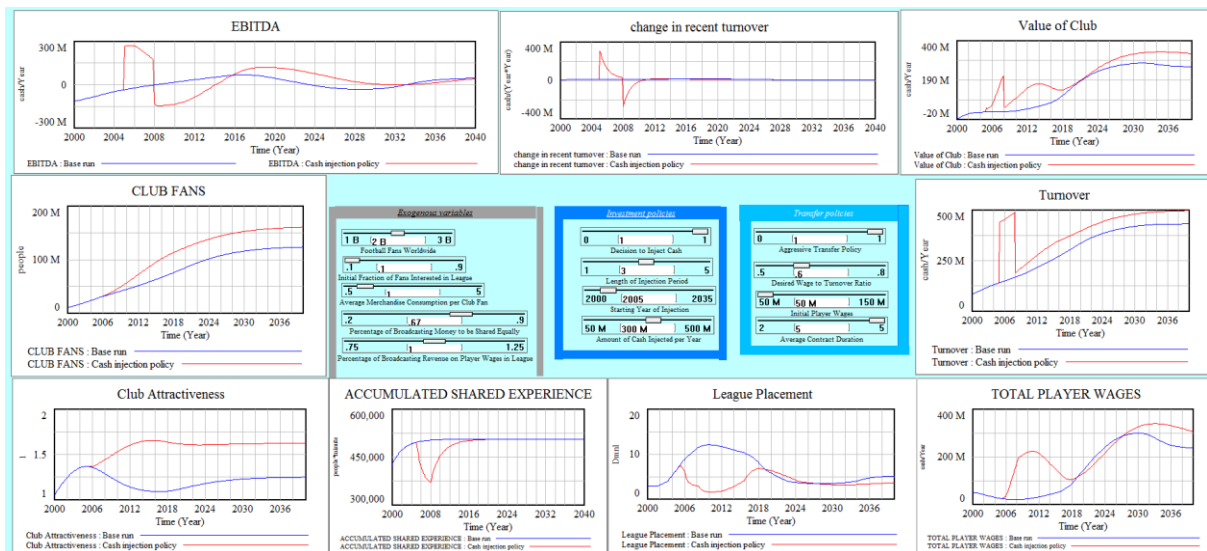 EBITDA
300 M
0
-300 M
cash/Year
2000 2004 2008 2012 2016 2020 2024 2028 2032 2036 2040
Time (Year)
EBITDA : Base run
EBITDA : Cash injection policy
change in recent turnover
400 M
0
-400 M
cash/(Year*Year)
2000 2004 2008 2012 2016 2020 2024 2028 2032 2036 2040
Time (Year)
change in recent turnover : Base run
change in recent turnover : Cash injection policy
Value of Club
400 M
190 M
-20 M
cash/Year
2000 2006 2012 2018 2024 2030 2036
Time (Year)
Value of Club : Base run
Value of Club : Cash injection policy
CLUB FANS
200 M
100 M
0
people
2000 2006 2012 2018 2024 2030 2036
Time (Year)
CLUB FANS : Base run
CLUB FANS : Cash injection policy
Exogenous variables
1 B 2 B 3 B
Football Fans Worldwide
.1 .1 .9
Initial Fraction of Fans Interested in League
.5 1 5
Average Merchandise Consumption per Club Fan
.2 .67 .9
Percentage of Broadcasting Money to be Shared Equally
.75 1 1.25
Percentage of Broadcasting Revenue on Player Wages in League
Investment policies
0 1 1
Decision to Inject Cash
1 3 5
Length of Injection Period
2000 2005 2035
Starting Year of Injection
50 M 300 M 500 M
Amount of Cash Injected per Year
Transfer policies
0 1 1
Aggressive Transfer Policy
.5 .6 .8
Desired Wage to Turnover Ratio
50 M 50 M 150 M
Initial Player Wages
2 5 5
Average Contract Duration
Turnover
500 M
250 M
0
cash/Year
2000 2006 2012 2018 2024 2030 2036
Time (Year)
Turnover : Base run
Turnover : Cash injection policy
Club Attractiveness
2
1.5
1
1
2000 2006 2012 2018 2024 2030 2036
Time (Year)
Club Attractiveness : Base run
Club Attractiveness : Cash injection policy
ACCUMULATED SHARED EXPERIENCE
600,000
450,000
300,000
people*minute
2000 2008 2016 2024 2032 2040
Time (Year)
ACCUMULATED SHARED EXPERIENCE : Base run
ACCUMULATED SHARED EXPERIENCE : Cash injection policy
League Placement
20
10
0
Dmnl
2000 2006 2012 2018 2024 2030 2036
Time (Year)
League Placement : Base run
League Placement : Cash injection policy
TOTAL PLAYER WAGES
400 M
200 M
0
cash/Year
2000 2006 2012 2018 2024 2030 2036
Time (Year)
TOTAL PLAYER WAGES : Base run
TOTAL PLAYER WAGES : Cash injection policy